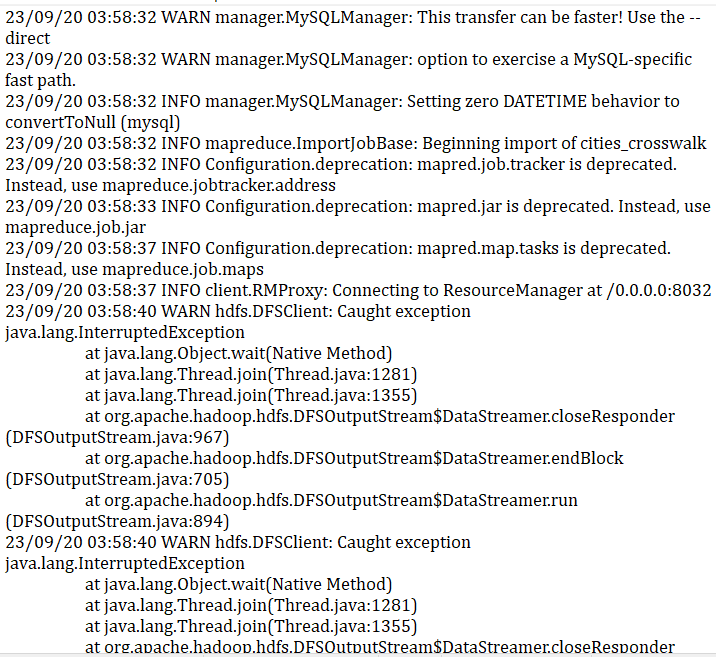 23/09/20 03:58:32 WARN manager.MySQLManager: This transfer can be faster! Use the --
direct
23/09/20 03:58:32 WARN manager.MySQLManager: option to exercise a MySQL-specific
fast path.
23/09/20 03:58:32 INFO manager.MySQLManager: Setting zero DATETIME behavior to
convertToNull (mysql)
23/09/20 03:58:32 INFO mapreduce.ImportJobBase: Beginning import of cities_crosswalk
23/09/20 03:58:32 INFO Configuration.deprecation: mapred.job.tracker is deprecated.
Instead, use mapreduce.jobtracker.address
23/09/20 03:58:33 INFO Configuration.deprecation: mapred.jar is deprecated. Instead, use
mapreduce.job.jar
23/09/20 03:58:37 INFO Configuration.deprecation: mapred.map.tasks is deprecated.
Instead, use mapreduce.job.maps
23/09/20 03:58:37 INFO client.RMProxy: Connecting to ResourceManager at /0.0.0.0:8032
23/09/20 03:58:40 WARN hdfs.DFSClient: Caught exception
java.lang.InterruptedException
at java.lang.Object.wait(Native Method)
at java.lang.Thread.join(Thread.java:1281)
at java.lang.Thread.join(Thread.java:1355)
at org.apache.hadoop.hdfs.DFSOutputStream$DataStreamer.closeResponder
(DFSOutputStream.java:967)
at org.apache.hadoop.hdfs.DFSOutputStream$DataStreamer.endBlock
(DFSOutputStream.java:705)
at org.apache.hadoop.hdfs.DFSOutputStream$DataStreamer.run
(DFSOutputStream.java:894)
23/09/20 03:58:40 WARN hdfs.DFSClient: Caught exception
java.lang.InterruptedException
at java.lang.Object.wait(Native Method)
at java.lang.Thread.join(Thread.java:1281)
at java.lang.Thread.join(Thread.java:1355)
at org.apache.hadoop.hdfs.DFSOutputStream$DataStreamer.closeResponder